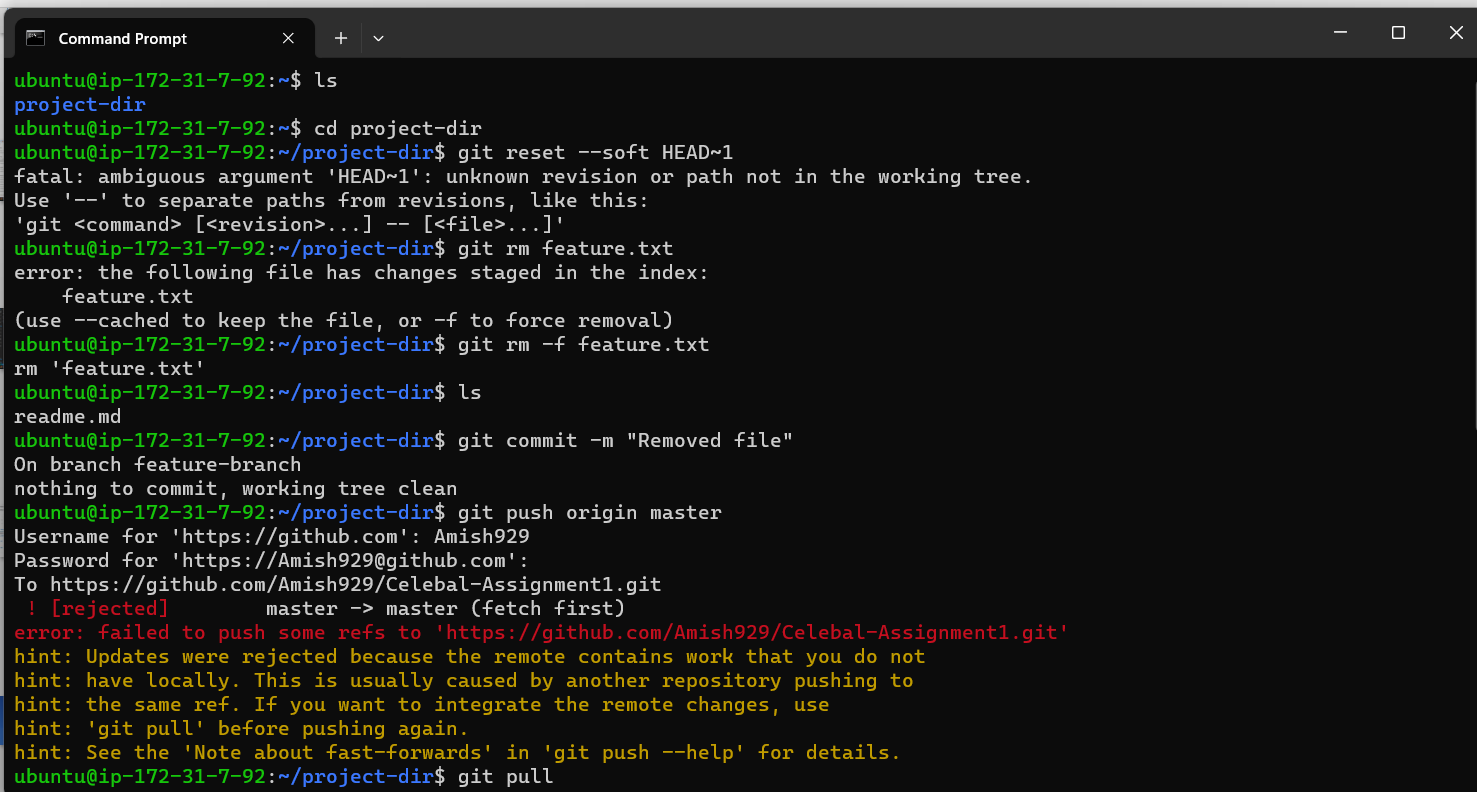 Command Prompt
ubuntu@ip-172-31-7-92:~$ ls
project-dir
ubuntu@ip-172-31-7-92:~$ cd project-dir
ubuntu@ip-172-31-7-92:~/project-dir$ git reset --soft HEAD~1
fatal: ambiguous argument 'HEAD~1': unknown revision or path not in the working tree.
Use '--' to separate paths from revisions, like this:
'git <command> [<revision>...] -- [<file>...]'
ubuntu@ip-172-31-7-92:~/project-dir$ git rm feature.txt
error: the following file has changes staged in the index:
    feature.txt
(use --cached to keep the file, or -f to force removal)
ubuntu@ip-172-31-7-92:~/project-dir$ git rm -f feature.txt
rm 'feature.txt'
ubuntu@ip-172-31-7-92:~/project-dir$ ls
readme.md
ubuntu@ip-172-31-7-92:~/project-dir$ git commit -m "Removed file"
On branch feature-branch
nothing to commit, working tree clean
ubuntu@ip-172-31-7-92:~/project-dir$ git push origin master
Username for 'https://github.com': Amish929
Password for 'https://Amish929@github.com':
To https://github.com/Amish929/Celebal-Assignment1.git
 ! [rejected]        master -> master (fetch first)
error: failed to push some refs to 'https://github.com/Amish929/Celebal-Assignment1.git'
hint: Updates were rejected because the remote contains work that you do not
hint: have locally. This is usually caused by another repository pushing to
hint: the same ref. If you want to integrate the remote changes, use
hint: 'git pull' before pushing again.
hint: See the 'Note about fast-forwards' in 'git push --help' for details.
ubuntu@ip-172-31-7-92:~/project-dir$ git pull